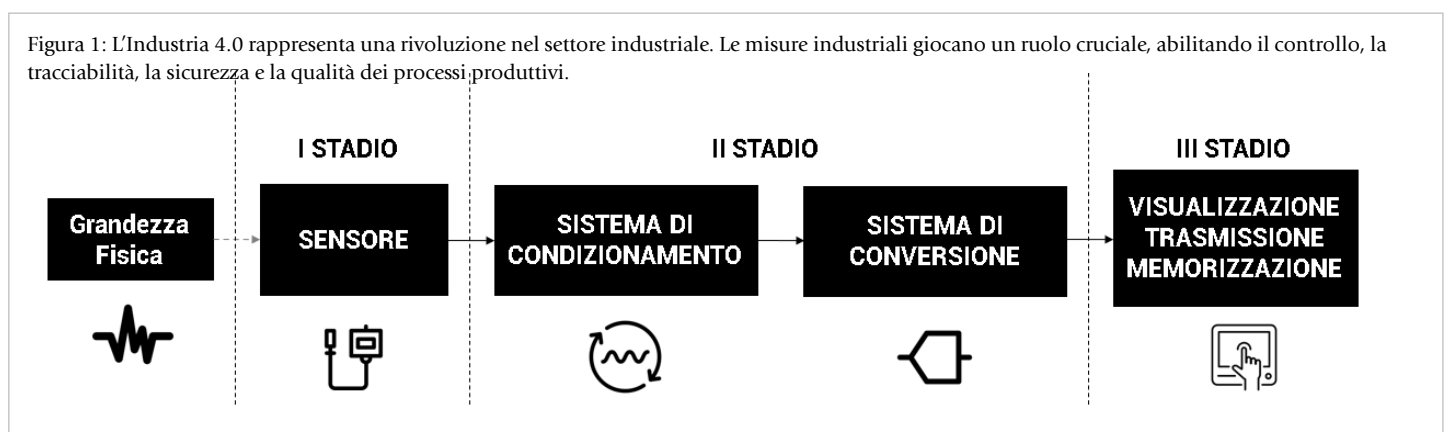 Figura 1: L’Industria 4.0 rappresenta una rivoluzione nel settore industriale. Le misure industriali giocano un ruolo cruciale, abilitando il controllo, la
tracciabilità, la sicurezza e la qualità dei processi produttivi.
I STADIO
II STADIO
III STADIO
Grandezza
Fisica
SENSORE
SISTEMA DI
CONDIZIONAMENTO
SISTEMA DI
CONVERSIONE
VISUALIZZAZIONE
TRASMISSIONE
MEMORIZZAZIONE